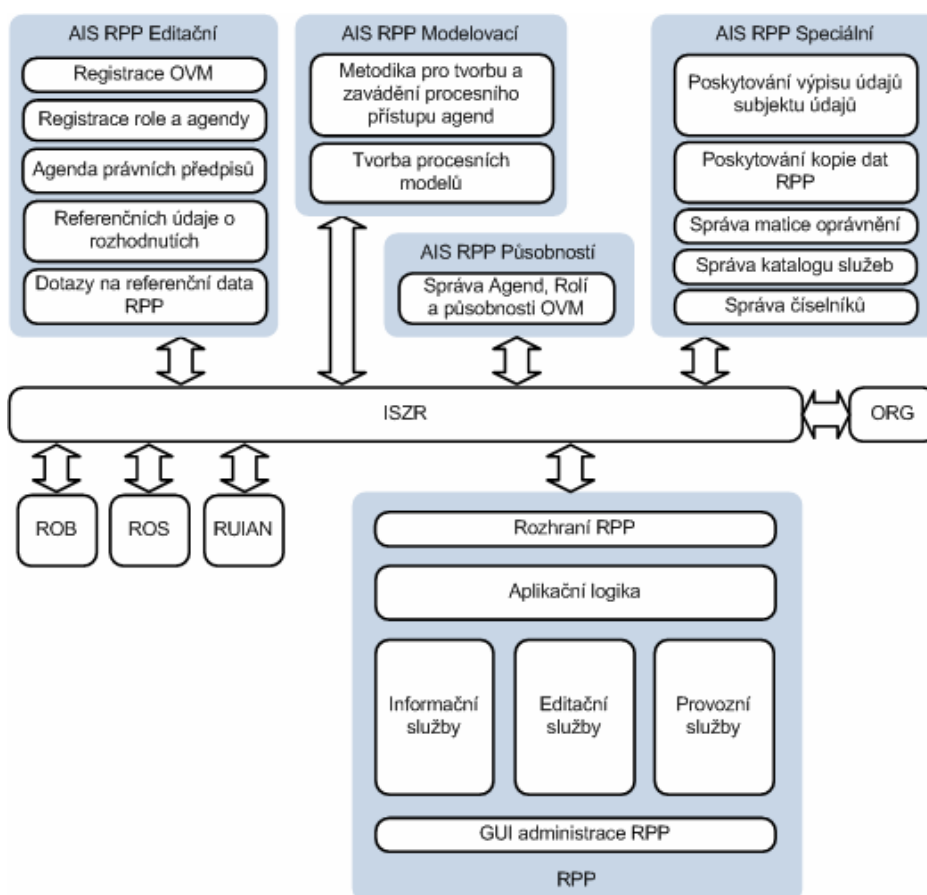 AIS RPP Editační
Registrace OVM
Registrace role a agendy
Agenda právních předpisů
Referenčních údaje o
rozhodnutích
Dotazy na referenční data
RPP
AIS RPP Modelovací
Metodika pro tvorbu a
zavádění procesního
přístupu agend
Tvorba procesních
modelů
AIS RPP Působností
Správa Agend, Rolí
a působnosti OVM
AIS RPP Speciální
Poskytování výpisu údajů
subjektu údajů
Poskytování kopie dat
RPP
Správa matice oprávnění
Správa katalogu služeb
Správa číselníků
ISZR
ORG
ROB
ROS
RUIAN
Rozhraní RPP
Aplikační logika
Informační
služby
Editační
služby
Provozní
služby
GUI administrace RPP
RPP